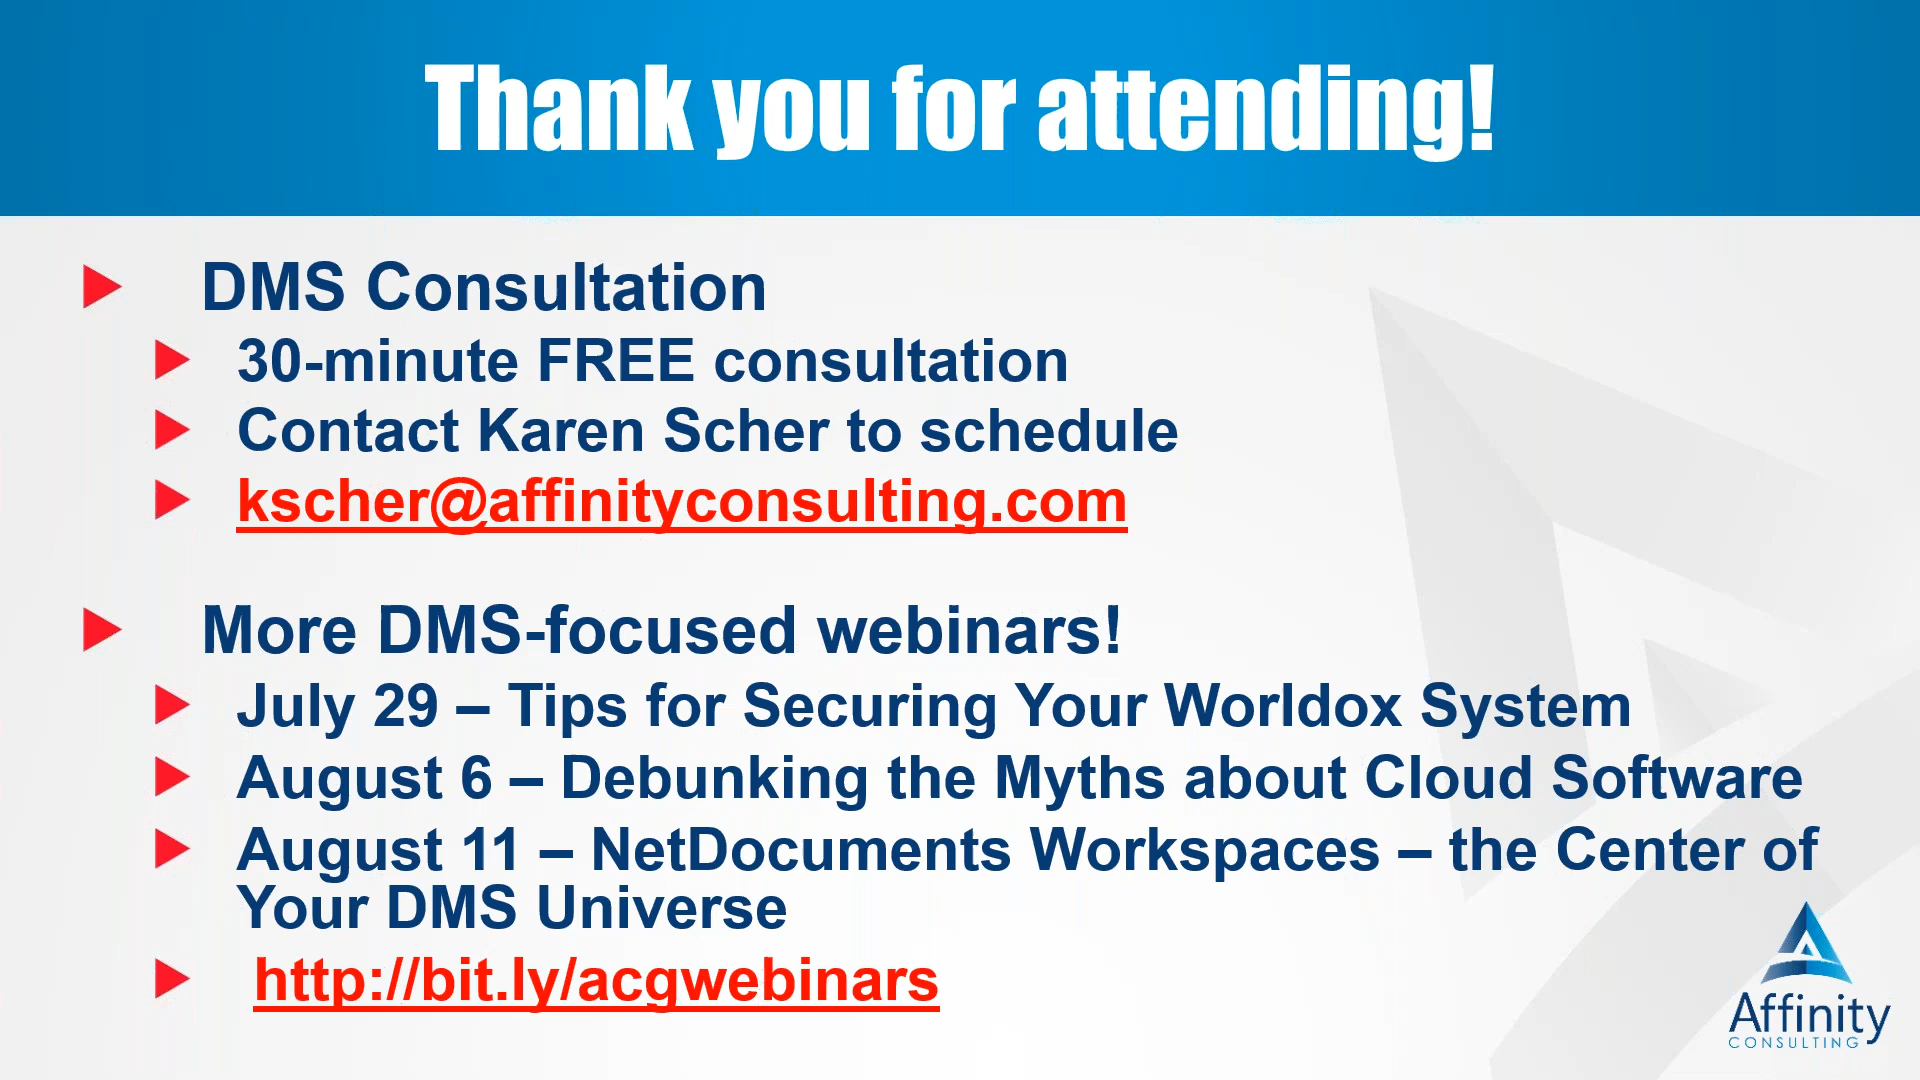 Thank you for attending!
DMS Consultation
30-minute FREE consultation
Contact Karen Scher to schedule
kscher@affinityconsulting.com
More DMS-focused webinars!
July 29 – Tips for Securing Your Worldox System
August 6 – Debunking the Myths about Cloud Software
August 11 – NetDocuments Workspaces – the Center of
Your DMS Universe
http://bit.ly/acgwebinars
Affinity
CONSULTING